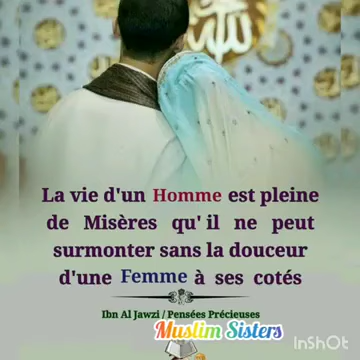 La vie d'un Homme est pleine
de Misères qu' il ne peut
surmonter sans la douceur
d'une Femme à ses cotés
Ibn Al Jawzi / Pensées Précieuses
Muslim Sisters
InShOt